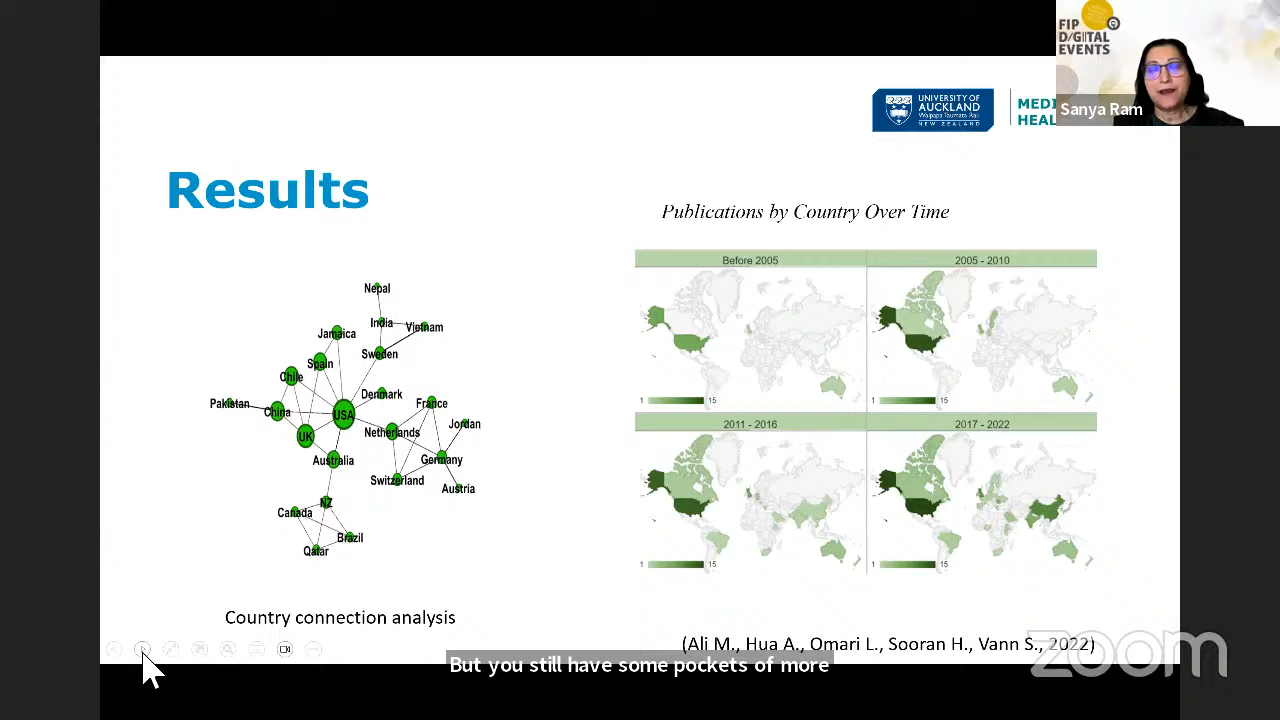 FIP
D/GITAL
EVENTS
Sanya Ram
UNIVERSITY OF
AUCKLAND
Waipapa Taumata Rau
NEW ZEALAND
MEDI
HEAL
Results
Publications by Country Over Time
Before 2005
2005 - 2010
1
15
1
15
2011 - 2016
2017 - 2022
1
15
1
15
Nepal
India
Vietnam
Jamaica
Sweden
Spain
Chile
Denmark
Pakistan
China
France
USA
Jordan
UK
Netherlands
Australia
Germany
Switzerland
Austria
NZ
Canada
Brazil
Qatar
Country connection analysis
(Ali M., Hua A., Omari L., Sooran H., Vann S., 2022)
But you still have some pockets of more
zoom